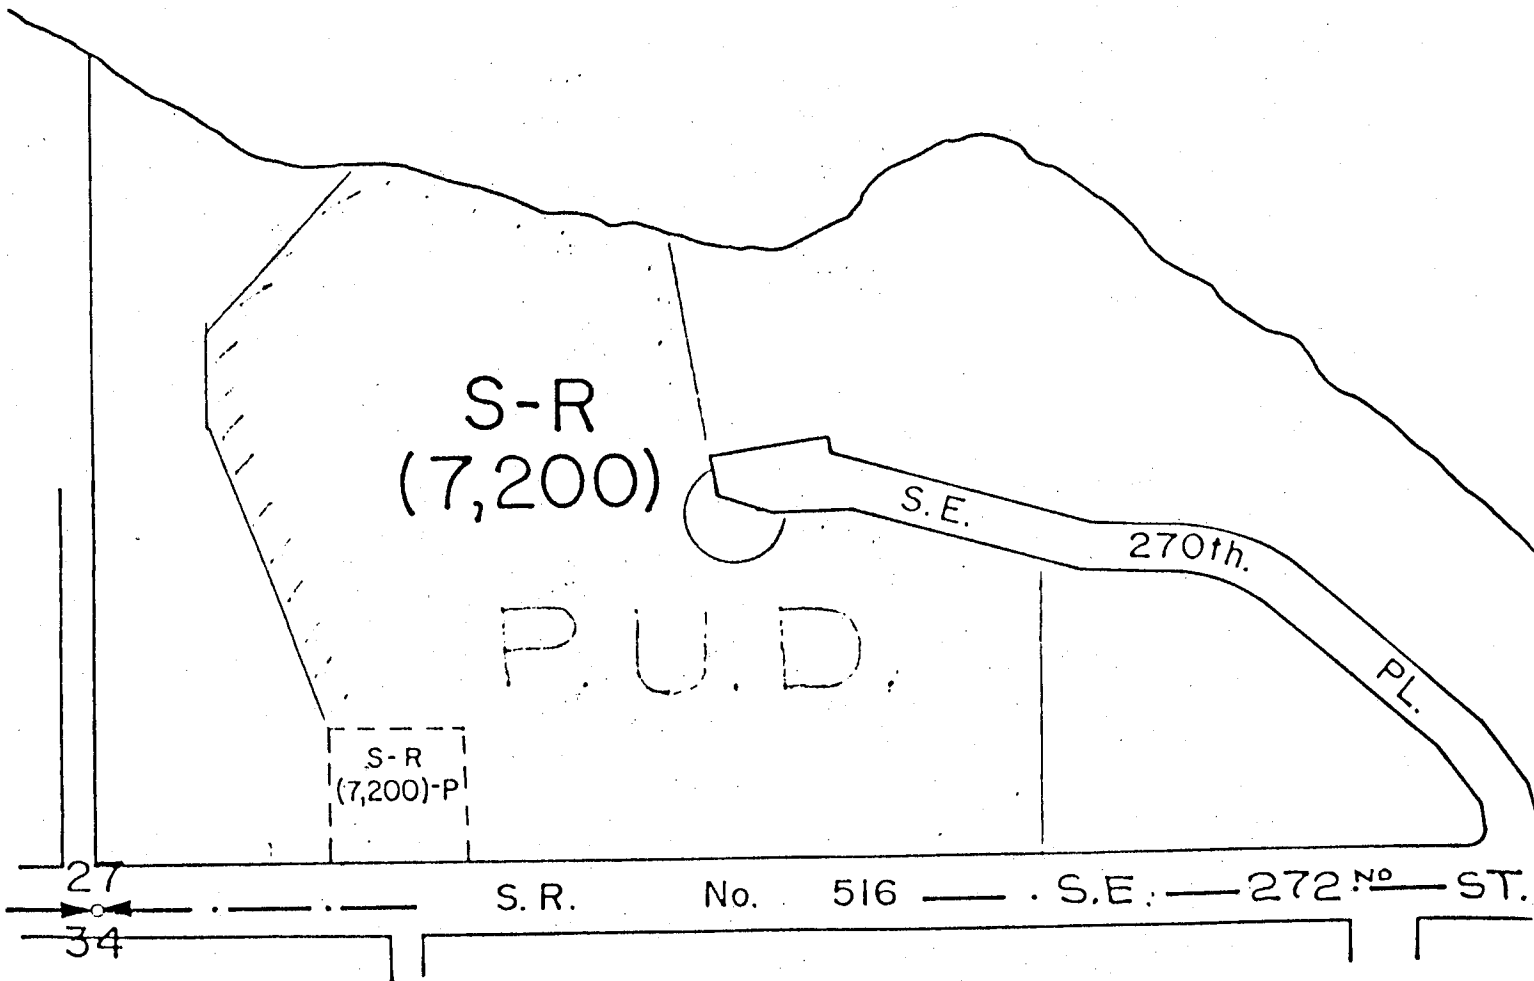 S-R
(7,200)
S.E. 270th. PL.
P.U.D.
S-R
(7,200)-P
27
S.R. No. 516 S.E. 272ND ST.
34